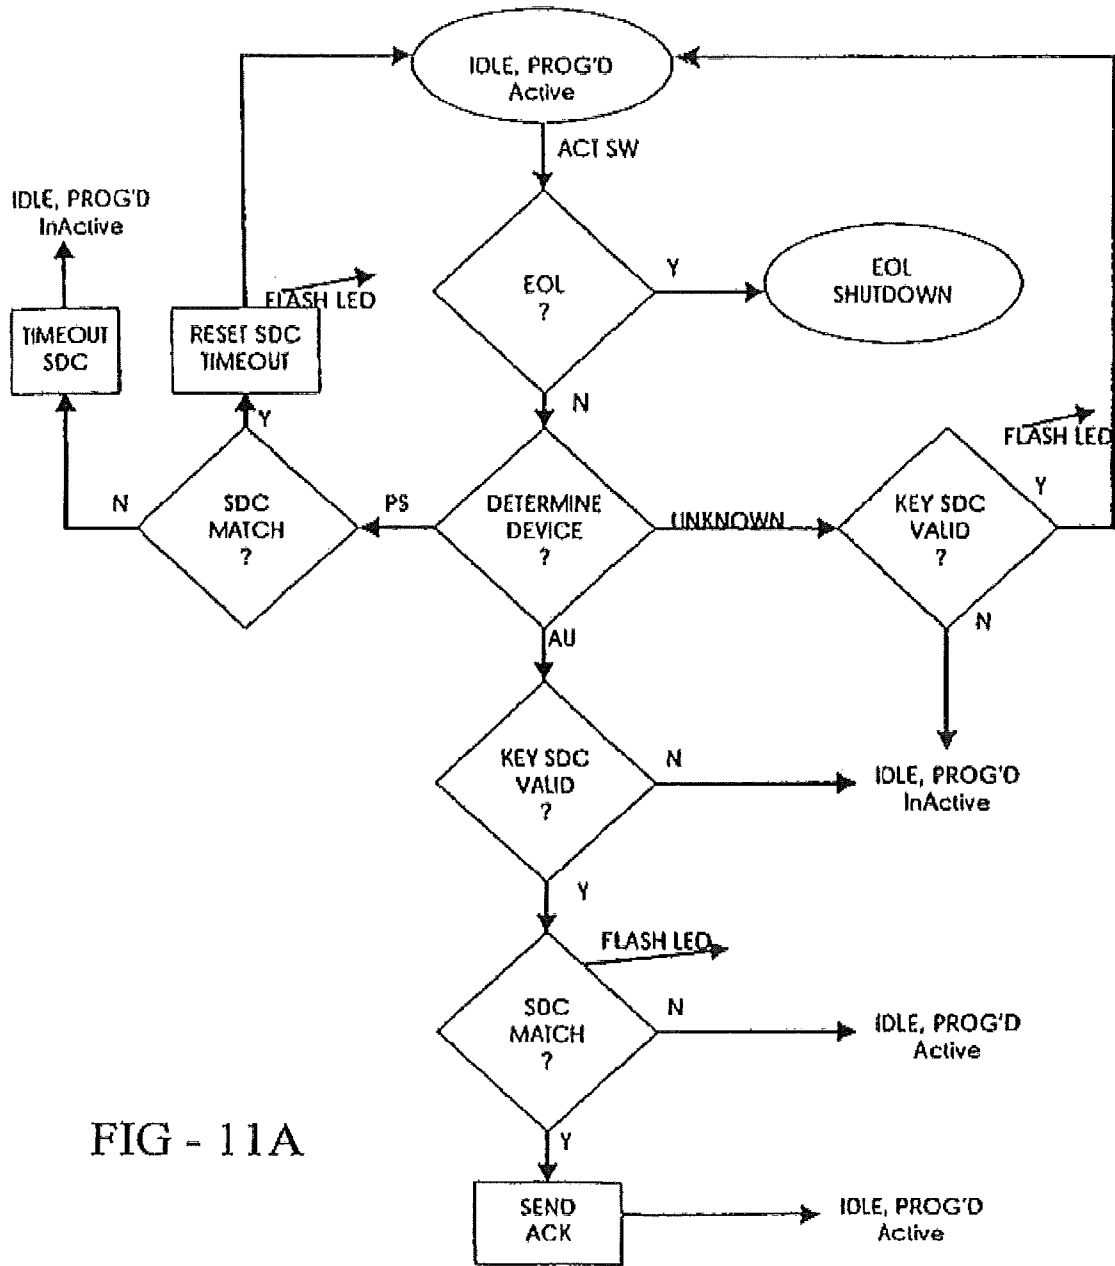 IDLE, PROG'D
Active
ACT SW
IDLE, PROG'D
InActive
EOL
?
Y
EOL
SHUTDOWN
FLASH LED
TIMEOUT
SDC
RESET SDC
TIMEOUT
N
FLASH LED
Y
N
SDC
MATCH
?
PS
DETERMINE
DEVICE
?
UNKNOWN
KEY SDC
VALID
?
Y
N
AU
KEY SDC
VALID
?
N
IDLE, PROG'D
InActive
Y
FLASH LED
SDC
MATCH
?
N
IDLE, PROG'D
Active
Y
FIG - 11A
SEND
ACK
IDLE, PROG'D
Active